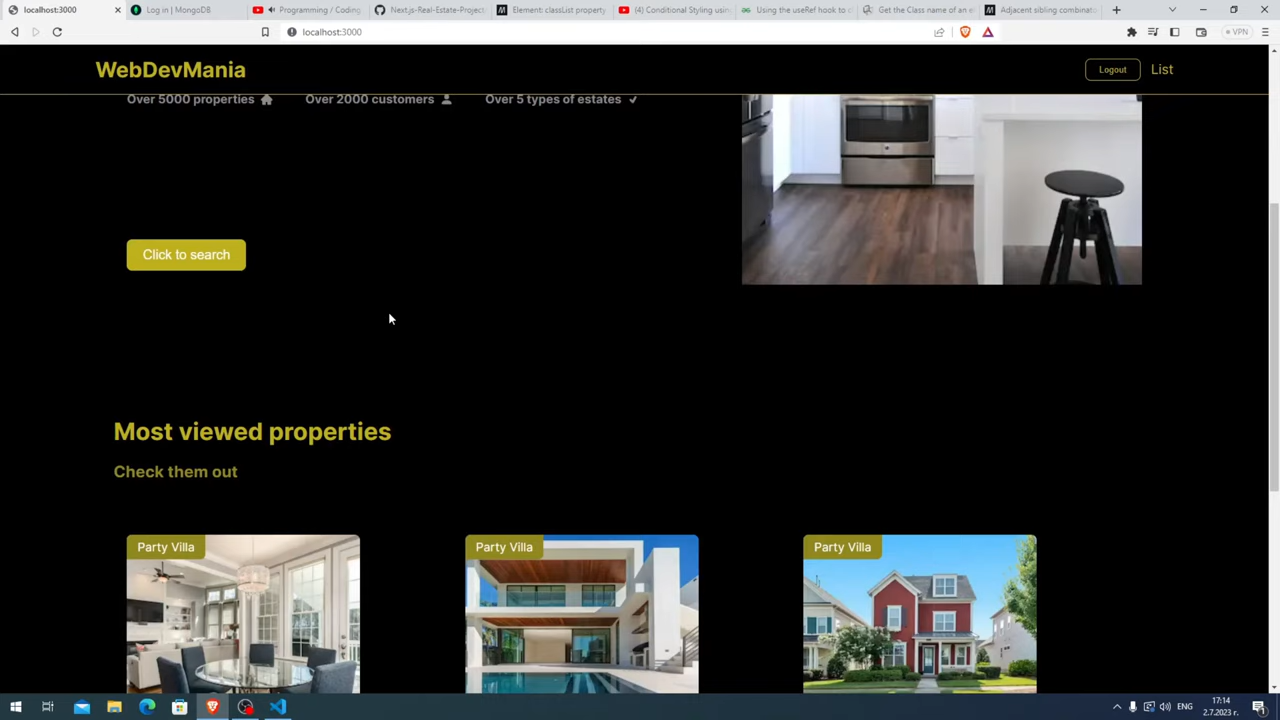 localhost:3000
Log in | MongoDB
Programming / Coding
Next.js-Real-Estate-Project
Element: classList property
(4) Conditional Styling usin
Using the useRef hook to c
Get the Class name of an el
Adjacent sibling combinato
localhost:3000
VPN
WebDevMania
Logout
List
Over 5000 properties
Over 2000 customers
Over 5 types of estates
Click to search
Most viewed properties
Check them out
Party Villa
Party Villa
Party Villa
ENG
17:14
2.7.2023 г.
1